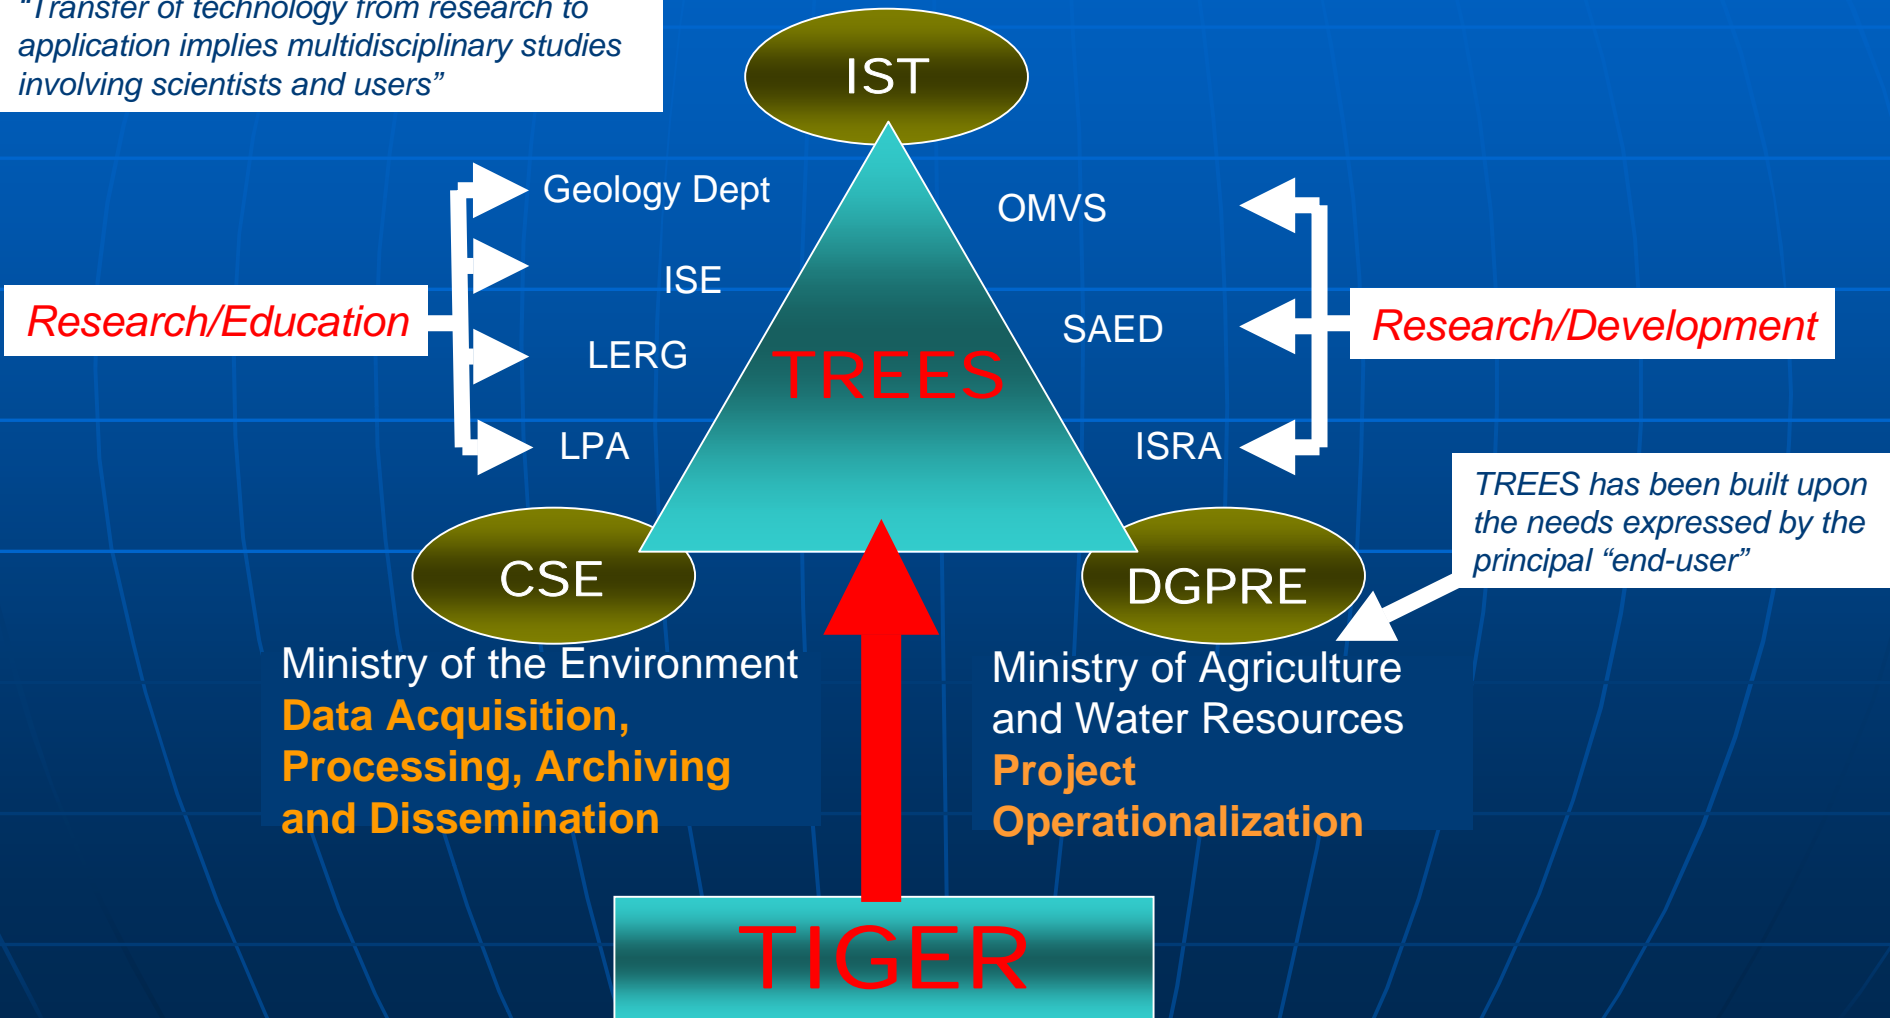 “Transfer of technology from research to
application implies multidisciplinary studies
involving scientists and users”
IST
Geology Dept
ISE
LERG
LPA
Research/Education
OMVS
SAED
ISRA
Research/Development
TREES
TREES has been built upon
the needs expressed by the
principal “end-user”
CSE
DGPRE
Ministry of the Environment
Data Acquisition,
Processing, Archiving
and Dissemination
Ministry of Agriculture
and Water Resources
Project
Operationalization
TIGER